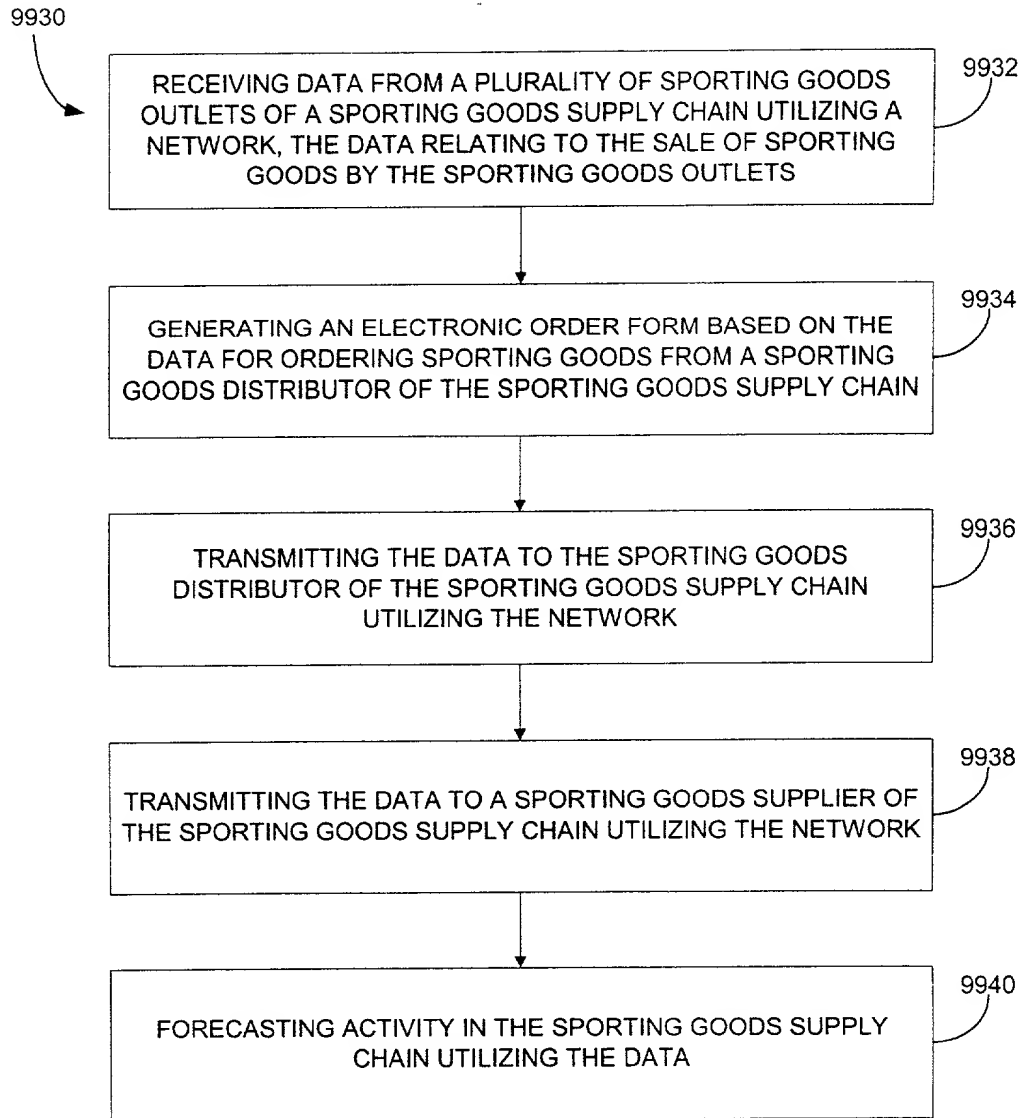 9930
RECEIVING DATA FROM A PLURALITY OF SPORTING GOODS
OUTLETS OF A SPORTING GOODS SUPPLY CHAIN UTILIZING A
NETWORK, THE DATA RELATING TO THE SALE OF SPORTING
GOODS BY THE SPORTING GOODS OUTLETS
9932
GENERATING AN ELECTRONIC ORDER FORM BASED ON THE
DATA FOR ORDERING SPORTING GOODS FROM A SPORTING
GOODS DISTRIBUTOR OF THE SPORTING GOODS SUPPLY CHAIN
9934
TRANSMITTING THE DATA TO THE SPORTING GOODS
DISTRIBUTOR OF THE SPORTING GOODS SUPPLY CHAIN
UTILIZING THE NETWORK
9936
TRANSMITTING THE DATA TO A SPORTING GOODS SUPPLIER OF
THE SPORTING GOODS SUPPLY CHAIN UTILIZING THE NETWORK
9938
FORECASTING ACTIVITY IN THE SPORTING GOODS SUPPLY
CHAIN UTILIZING THE DATA
9940